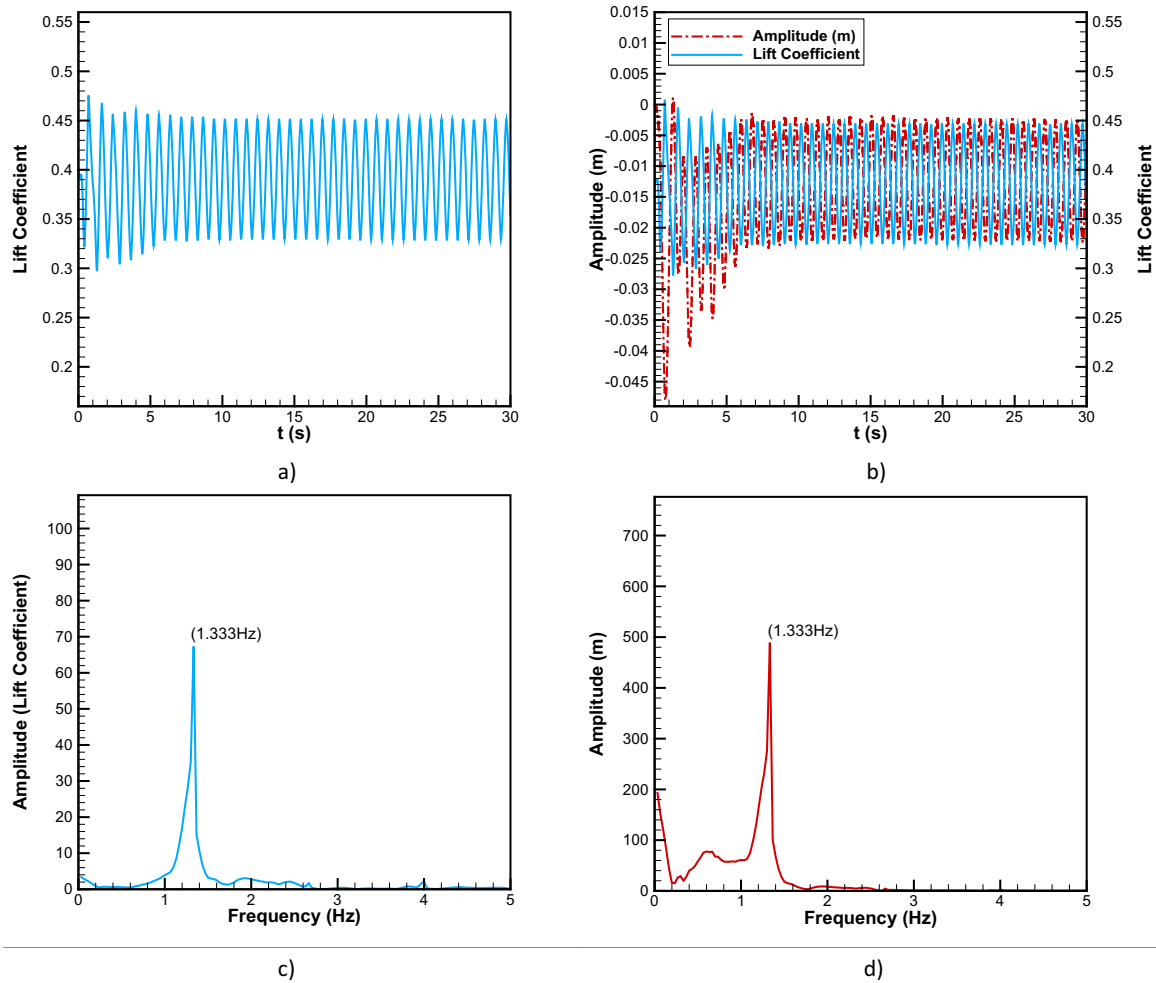 0.55
0.5
0.45
0.4
0.35
0.3
0.25
0.2
Lift Coefficient
0 5 10 15 20 25 30
t (s)
a)
0.015
0.01
0.005
0
-0.005
-0.01
-0.015
-0.02
-0.025
-0.03
-0.035
-0.04
-0.045
Amplitude (m)
Amplitude (m)
Lift Coefficient
0.55
0.5
0.45
0.4
0.35
0.3
0.25
0.2
Lift Coefficient
0 5 10 15 20 25 30
t (s)
b)
100
90
80
70
60
50
40
30
20
10
0
Amplitude (Lift Coefficient)
(1.333Hz)
0 1 2 3 4 5
Frequency (Hz)
c)
700
600
500
400
300
200
100
0
Amplitude (m)
(1.333Hz)
0 1 2 3 4 5
Frequency (Hz)
d)